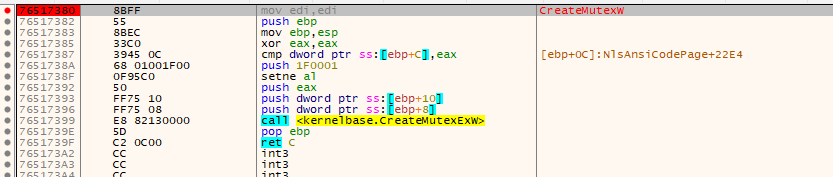 76517380 8BFF mov edi,edi CreateMutexW
76517382 55 push ebp
76517383 8BEC mov ebp,esp
76517385 33C0 xor eax,eax
76517387 3945 0C cmp dword ptr ss:[ebp+C],eax [ebp+0C]:NlsAnsiCodePage+22E4
7651738A 68 01001F00 push 1F0001
7651738F 0F95C0 setne al
76517392 50 push eax
76517393 FF75 10 push dword ptr ss:[ebp+10]
76517396 FF75 08 push dword ptr ss:[ebp+8]
76517399 E8 82130000 call <kernelbase.CreateMutexExW>
7651739E 5D pop ebp
7651739F C2 0C00 ret C
765173A2 CC int3
765173A3 CC int3
765173A4 CC int3